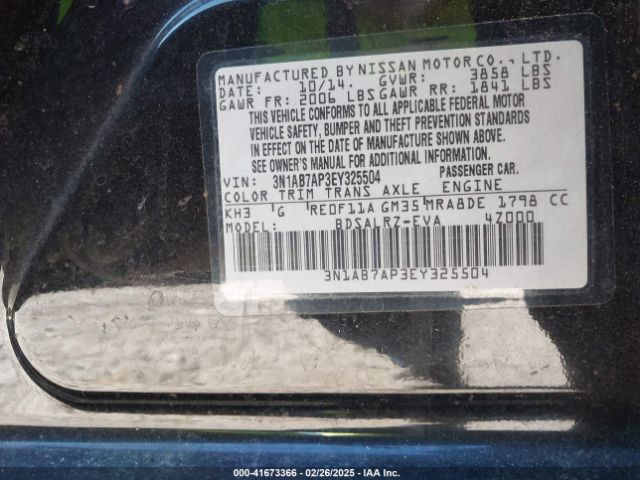 MANUFACTURED BY NISSAN MOTOR CO., LTD.
DATE: 10/14. GVWR: 3858 LBS
GAWR FR: 2006 LBS GAWR RR: 1841 LBS
THIS VEHICLE CONFORMS TO ALL APPLICABLE FEDERAL MOTOR
VEHICLE SAFETY, BUMPER AND THEFT PREVENTION STANDARDS
IN EFFECT ON THE DATE OF MANUFACTURE SHOWN ABOVE.
SEE OWNER'S MANUAL FOR ADDITIONAL INFORMATION.
VIN: 3N1AB7AP3EY325504 PASSENGER CAR.
COLOR TRIM TRANS AXLE ENGINE
KH3 G RE0F11A GM35 MRA8DE 1798 CC
MODEL: BDSALRZ-EVA 4Z000
3N1AB7AP3EY325504
000-41673366 - 02/26/2025 - IAA Inc.